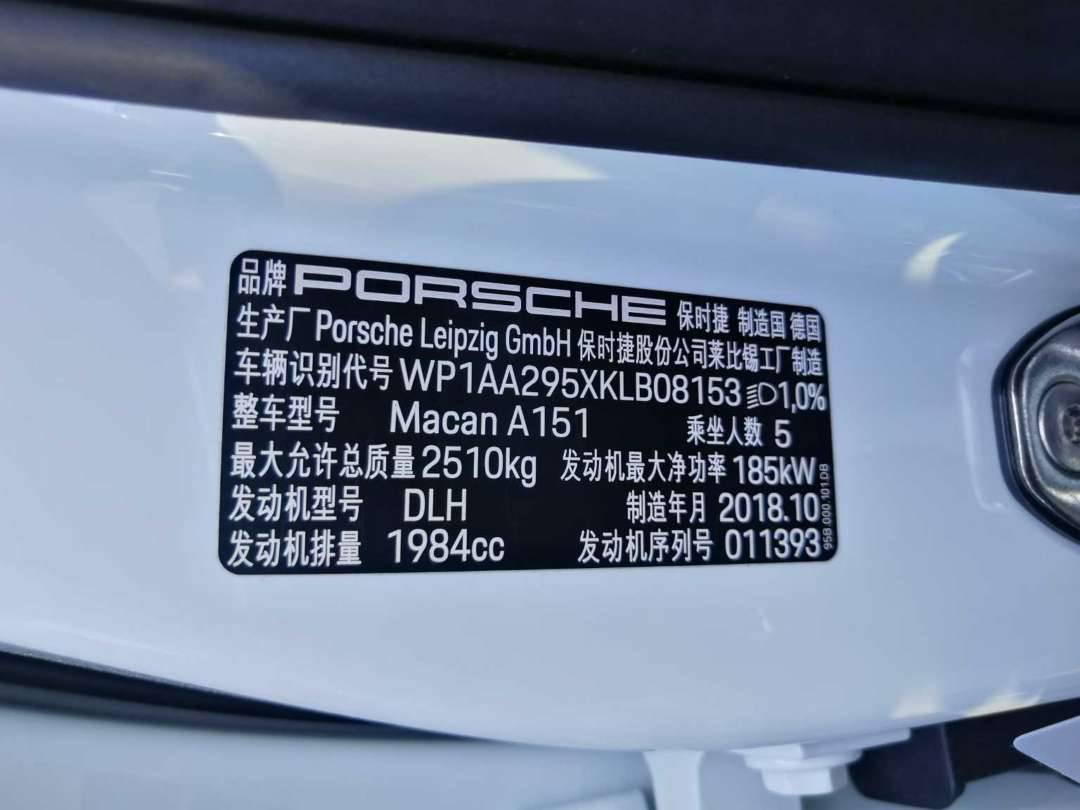 品牌 PORSCHE 保时捷 制造国 德国
生产厂 Porsche Leipzig GmbH 保时捷股份公司莱比锡工厂制造
车辆识别代号 WP1AA295XKLB08153 1,0%
整车型号 Macan A151 乘坐人数 5
最大允许总质量 2510kg 发动机最大净功率 185kW
发动机型号 DLH 制造年月 2018.10
发动机排量 1984cc 发动机序列号 011393
95B.000.101.DB